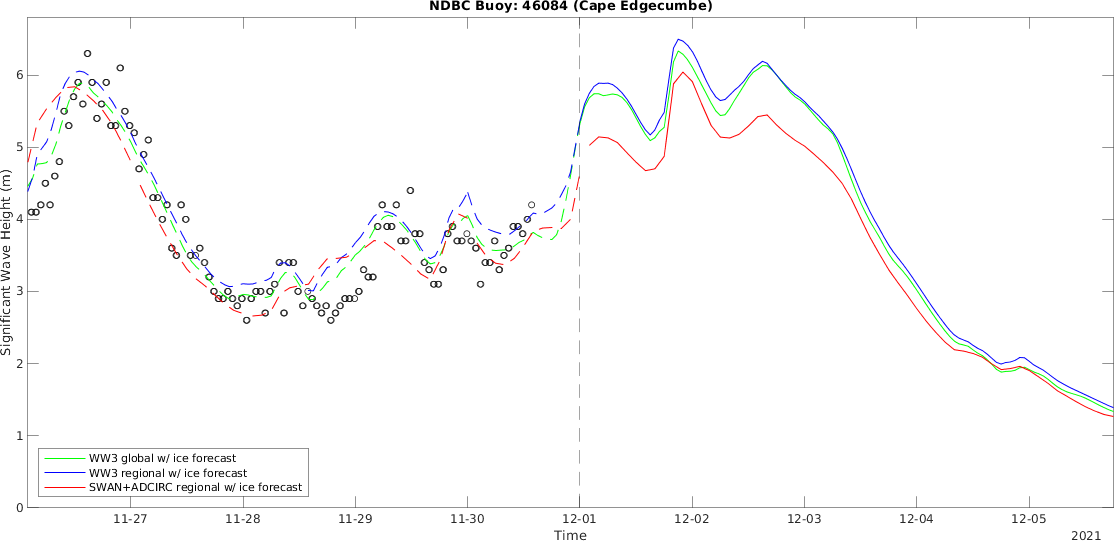 NDBC Buoy: 46084 (Cape Edgecumbe)
Significant Wave Height (m)
6
5
4
3
2
1
0
WW3 global w/ ice forecast
WW3 regional w/ ice forecast
SWAN+ADCIRC regional w/ ice forecast
11-27 11-28 11-29 11-30 12-01 12-02 12-03 12-04 12-05
Time
2021